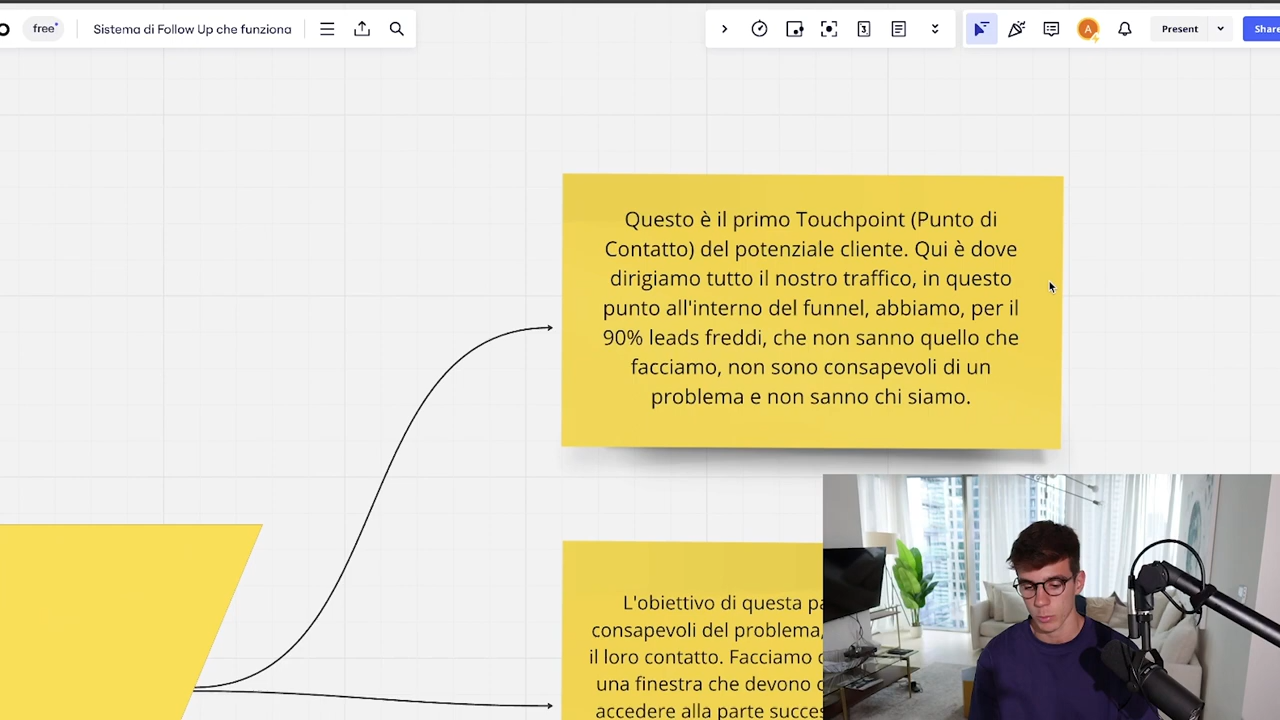 free
Sistema di Follow Up che funziona
3
A
Present
Share
Questo è il primo Touchpoint (Punto di
Contatto) del potenziale cliente. Qui è dove
dirigiamo tutto il nostro traffico, in questo
punto all'interno del funnel, abbiamo, per il
90% leads freddi, che non sanno quello che
facciamo, non sono consapevoli di un
problema e non sanno chi siamo.
L'obiettivo di questa
consapevoli del problema,
il loro contatto. Facciamo
una finestra che devono
accedere alla parte